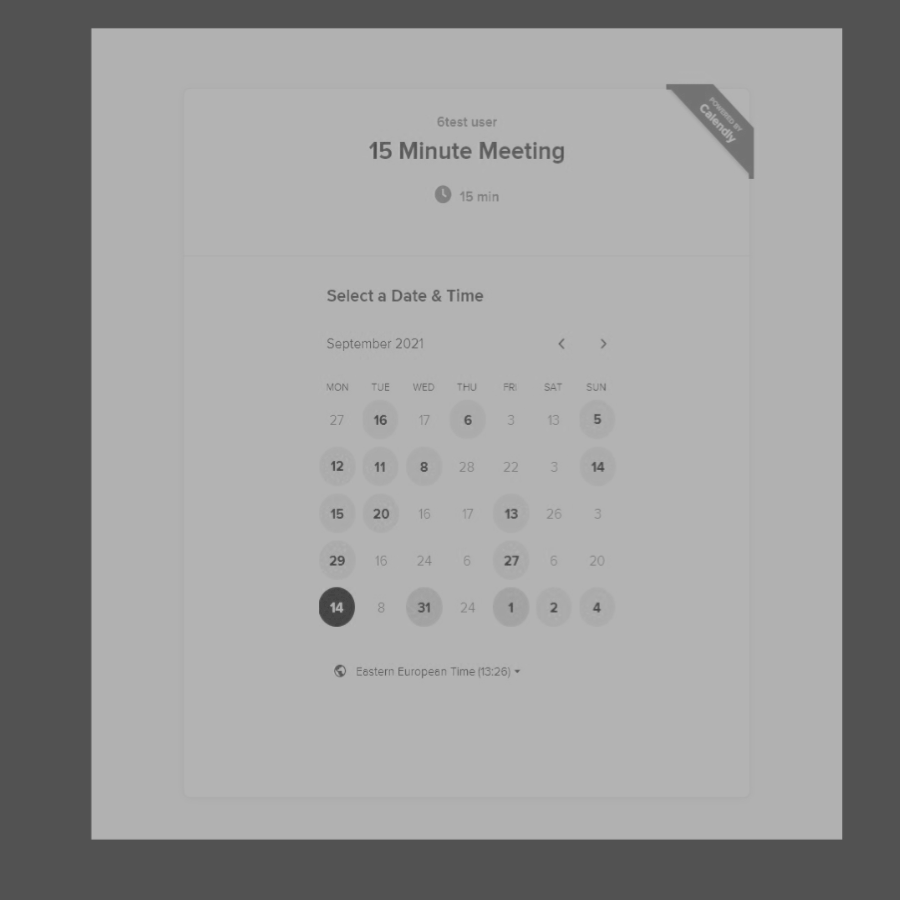 POWERED BY
Calendly
6test user
15 Minute Meeting
15 min
Select a Date & Time
September 2021
MON TUE WED THU FRI SAT SUN
27 16 17 6 3 13 5
12 11 8 28 22 3 14
15 20 16 17 13 26 3
29 16 24 6 27 6 20
14 8 31 24 1 2 4
Eastern European Time (13:26)